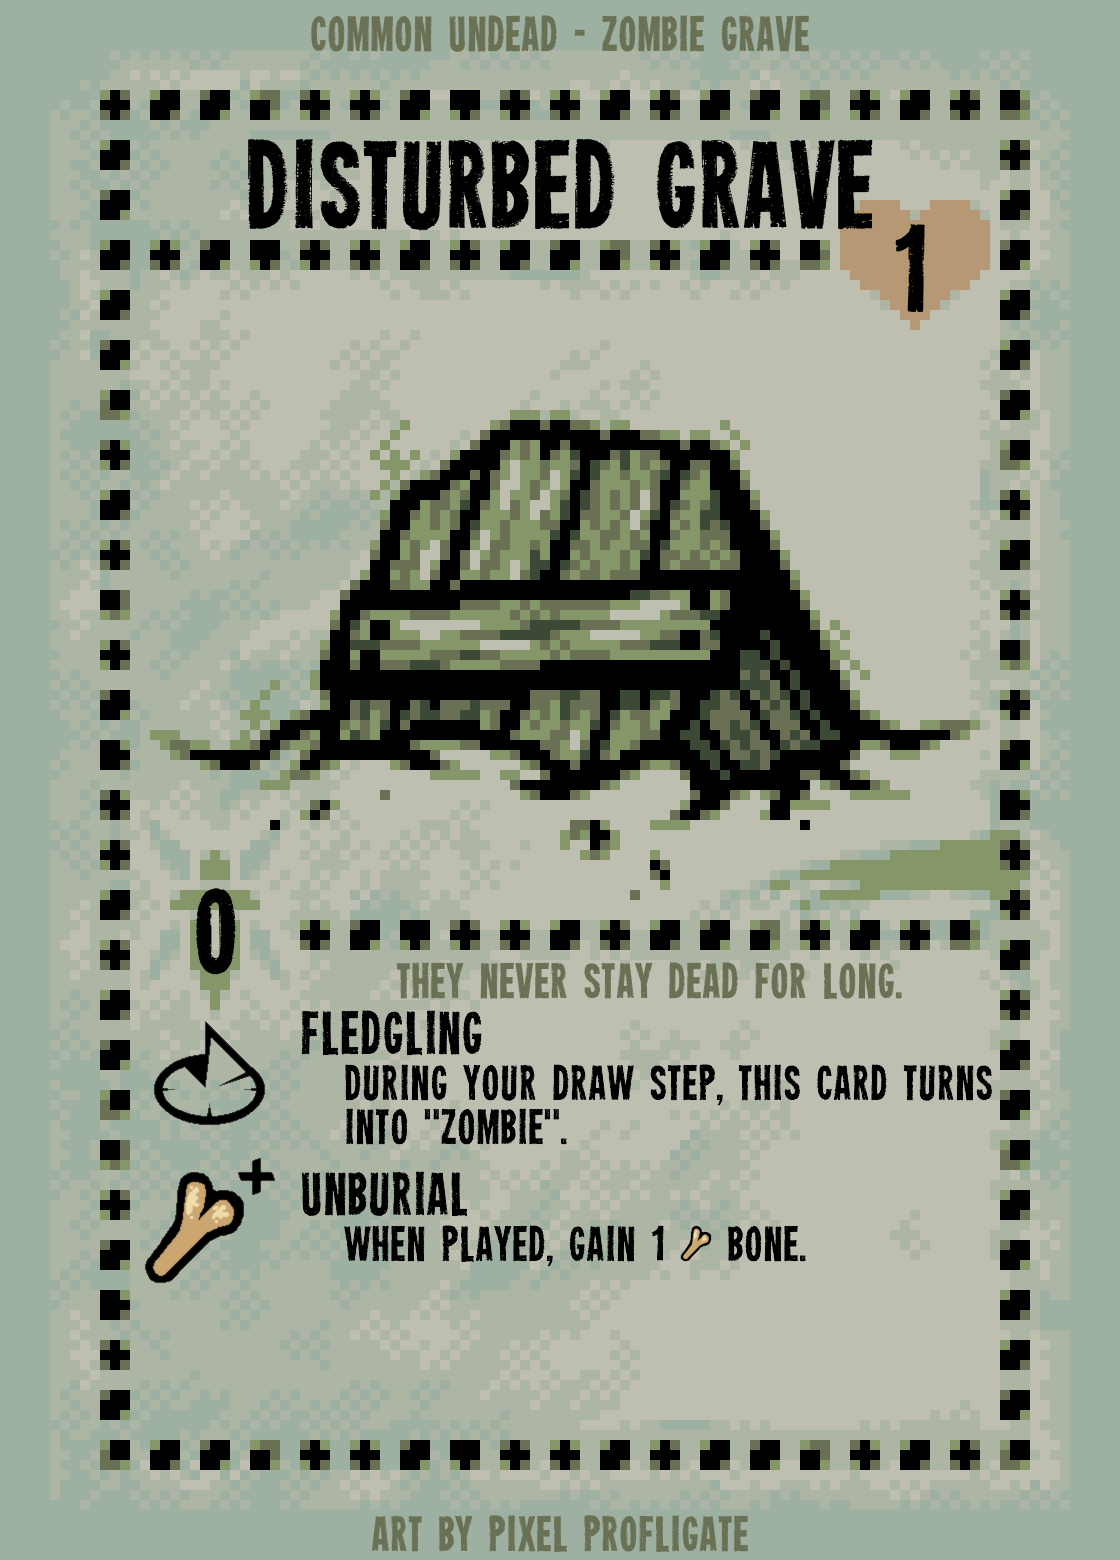 COMMON UNDEAD - ZOMBIE GRAVE
DISTURBED GRAVE
1
0
THEY NEVER STAY DEAD FOR LONG.
FLEDGLING
DURING YOUR DRAW STEP, THIS CARD TURNS
INTO "ZOMBIE".
UNBURIAL
WHEN PLAYED, GAIN 1 BONE.
ART BY PIXEL PROFLIGATE